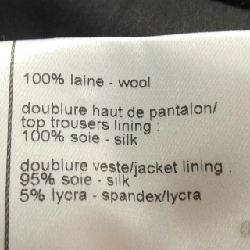 100% laine - wool
doublure haut de pantalon/
top trousers lining :
100% soie - silk
doublure veste/jacket lining :
95% soie - silk
5% lycra - spandex/lycra